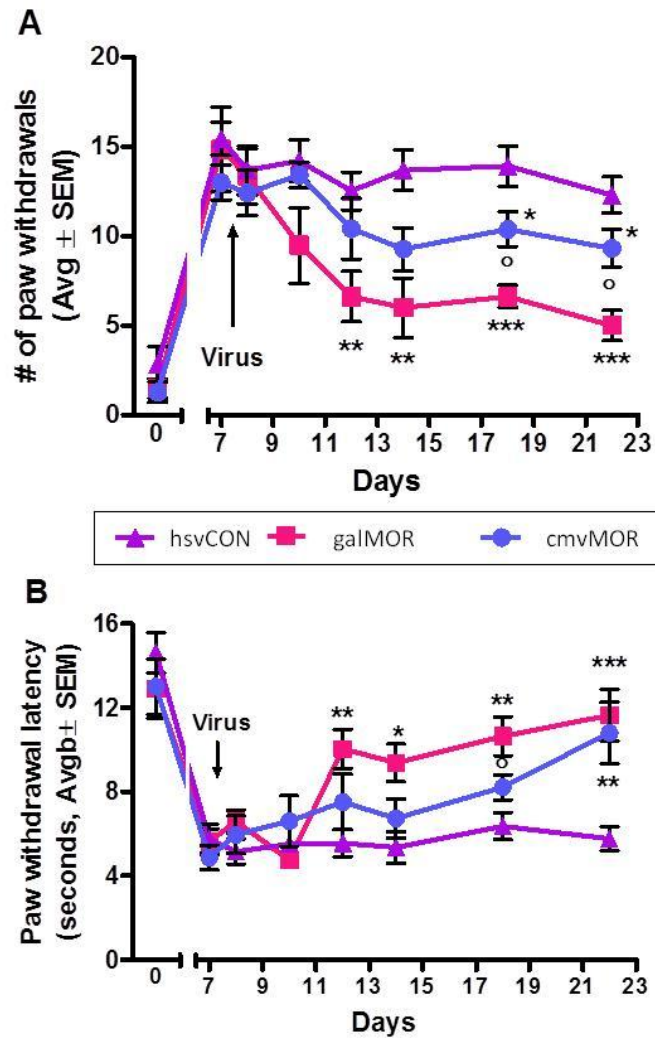 A
# of paw withdrawals
(Avg ± SEM)
20
15
10
5
0
Virus
*
*
o
o
**
**
***
***
0
7
9
11
13
15
17
19
21
23
Days
hsvCON
galMOR
cmvMOR
B
Paw withdrawal latency
(seconds, Avgb± SEM)
16
12
8
4
0
Virus
**
*
**
***
o
**
0
7
9
11
13
15
17
19
21
23
Days